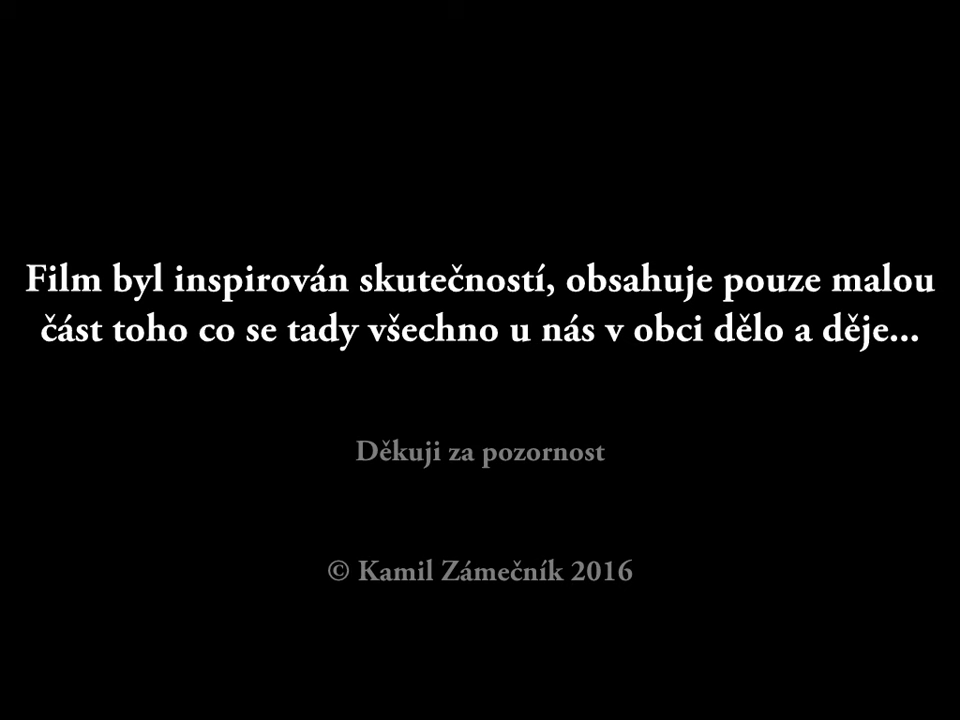 Film byl inspirován skutečností, obsahuje pouze malou
část toho co se tady všechno u nás v obci dělo a děje...
Děkuji za pozornost
© Kamil Zámečník 2016